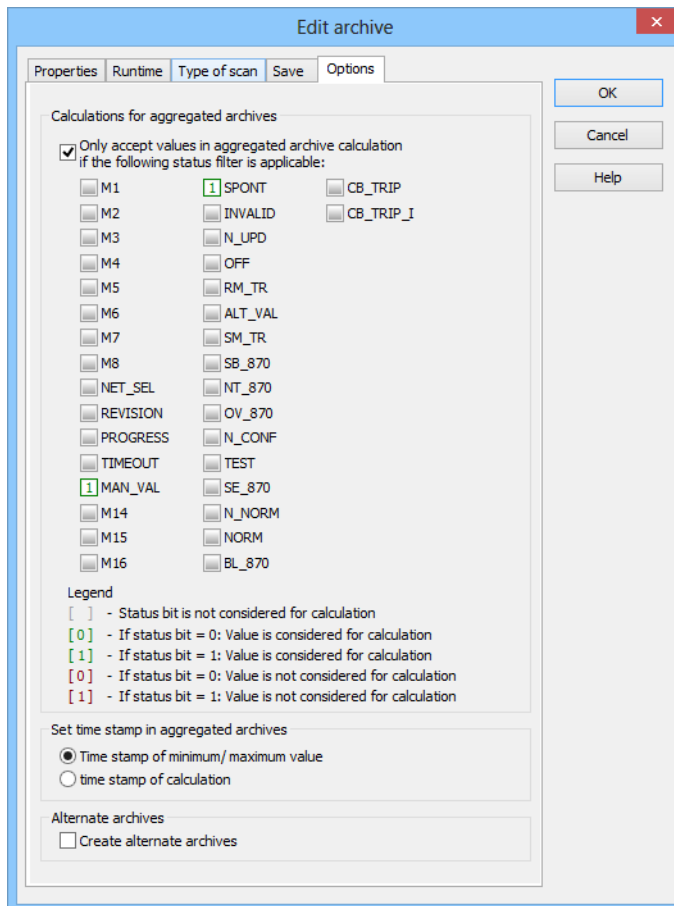 Edit archive
Properties Runtime Type of scan Save Options
OK
Cancel
Help
Calculations for aggregated archives
Only accept values in aggregated archive calculation
if the following status filter is applicable:
M1 1 SPONT CB_TRIP
M2 INVALID CB_TRIP_I
M3 N_UPD
M4 OFF
M5 RM_TR
M6 ALT_VAL
M7 SM_TR
M8 SB_870
NET_SEL NT_870
REVISION OV_870
PROGRESS N_CONF
TIMEOUT TEST
1 MAN_VAL SE_870
M14 N_NORM
M15 NORM
M16 BL_870
Legend
[ ] - Status bit is not considered for calculation
[0] - If status bit = 0: Value is considered for calculation
[1] - If status bit = 1: Value is considered for calculation
[0] - If status bit = 0: Value is not considered for calculation
[1] - If status bit = 1: Value is not considered for calculation
Set time stamp in aggregated archives
Time stamp of minimum/ maximum value
time stamp of calculation
Alternate archives
Create alternate archives